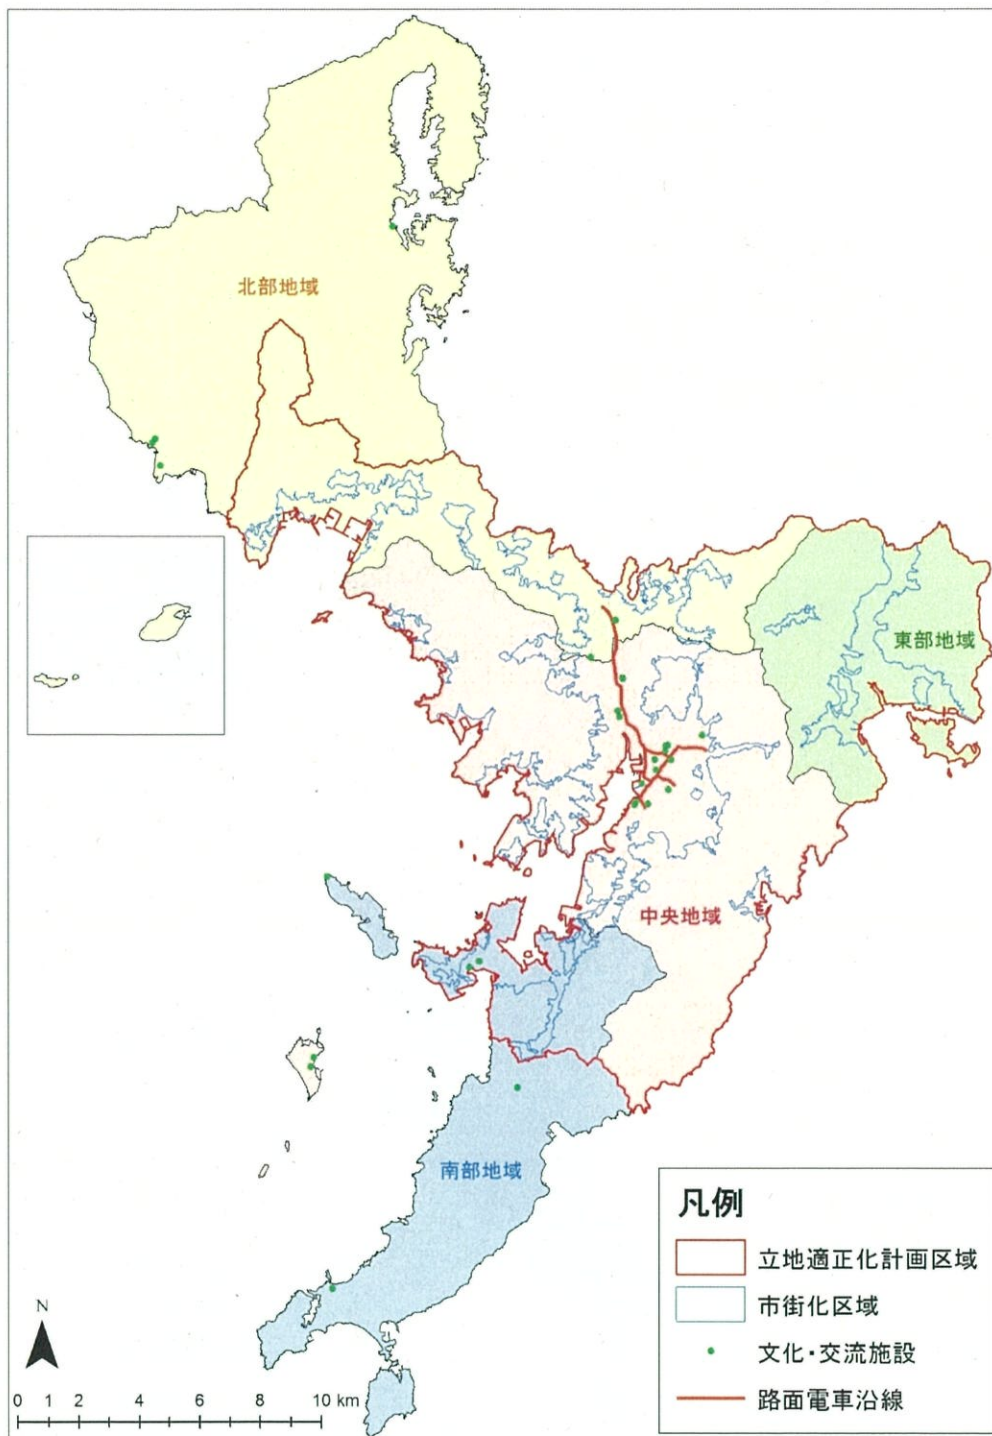 北部地域
東部地域
中央地域
南部地域
凡例
立地適正化計画区域
市街化区域
文化・交流施設
路面電車沿線
N
0 1 2 4 6 8 10 km